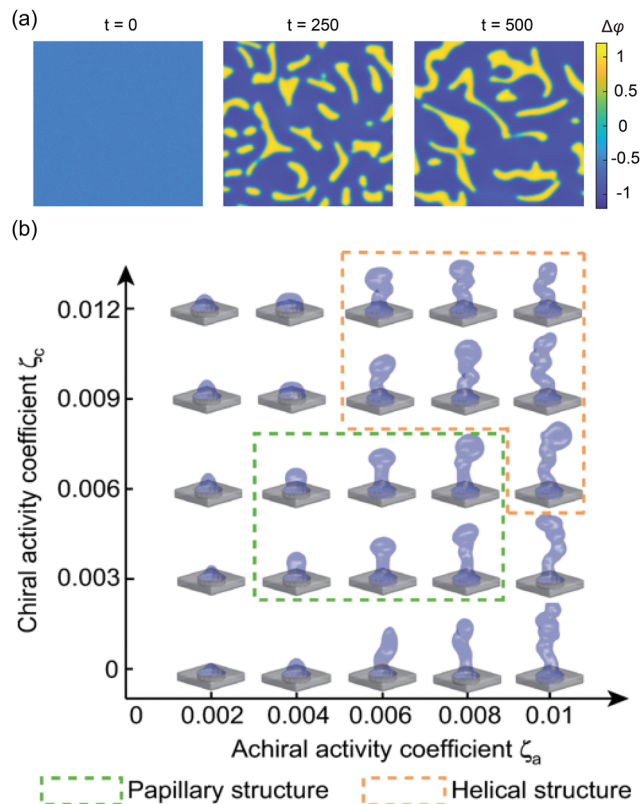 (a)
t = 0
t = 250
t = 500
Δφ
1
0.5
0
-0.5
-1
(b)
Chiral activity coefficient ζc
0.012
0.009
0.006
0.003
0
0 0.002 0.004 0.006 0.008 0.01
Achiral activity coefficient ζa
Papillary structure Helical structure